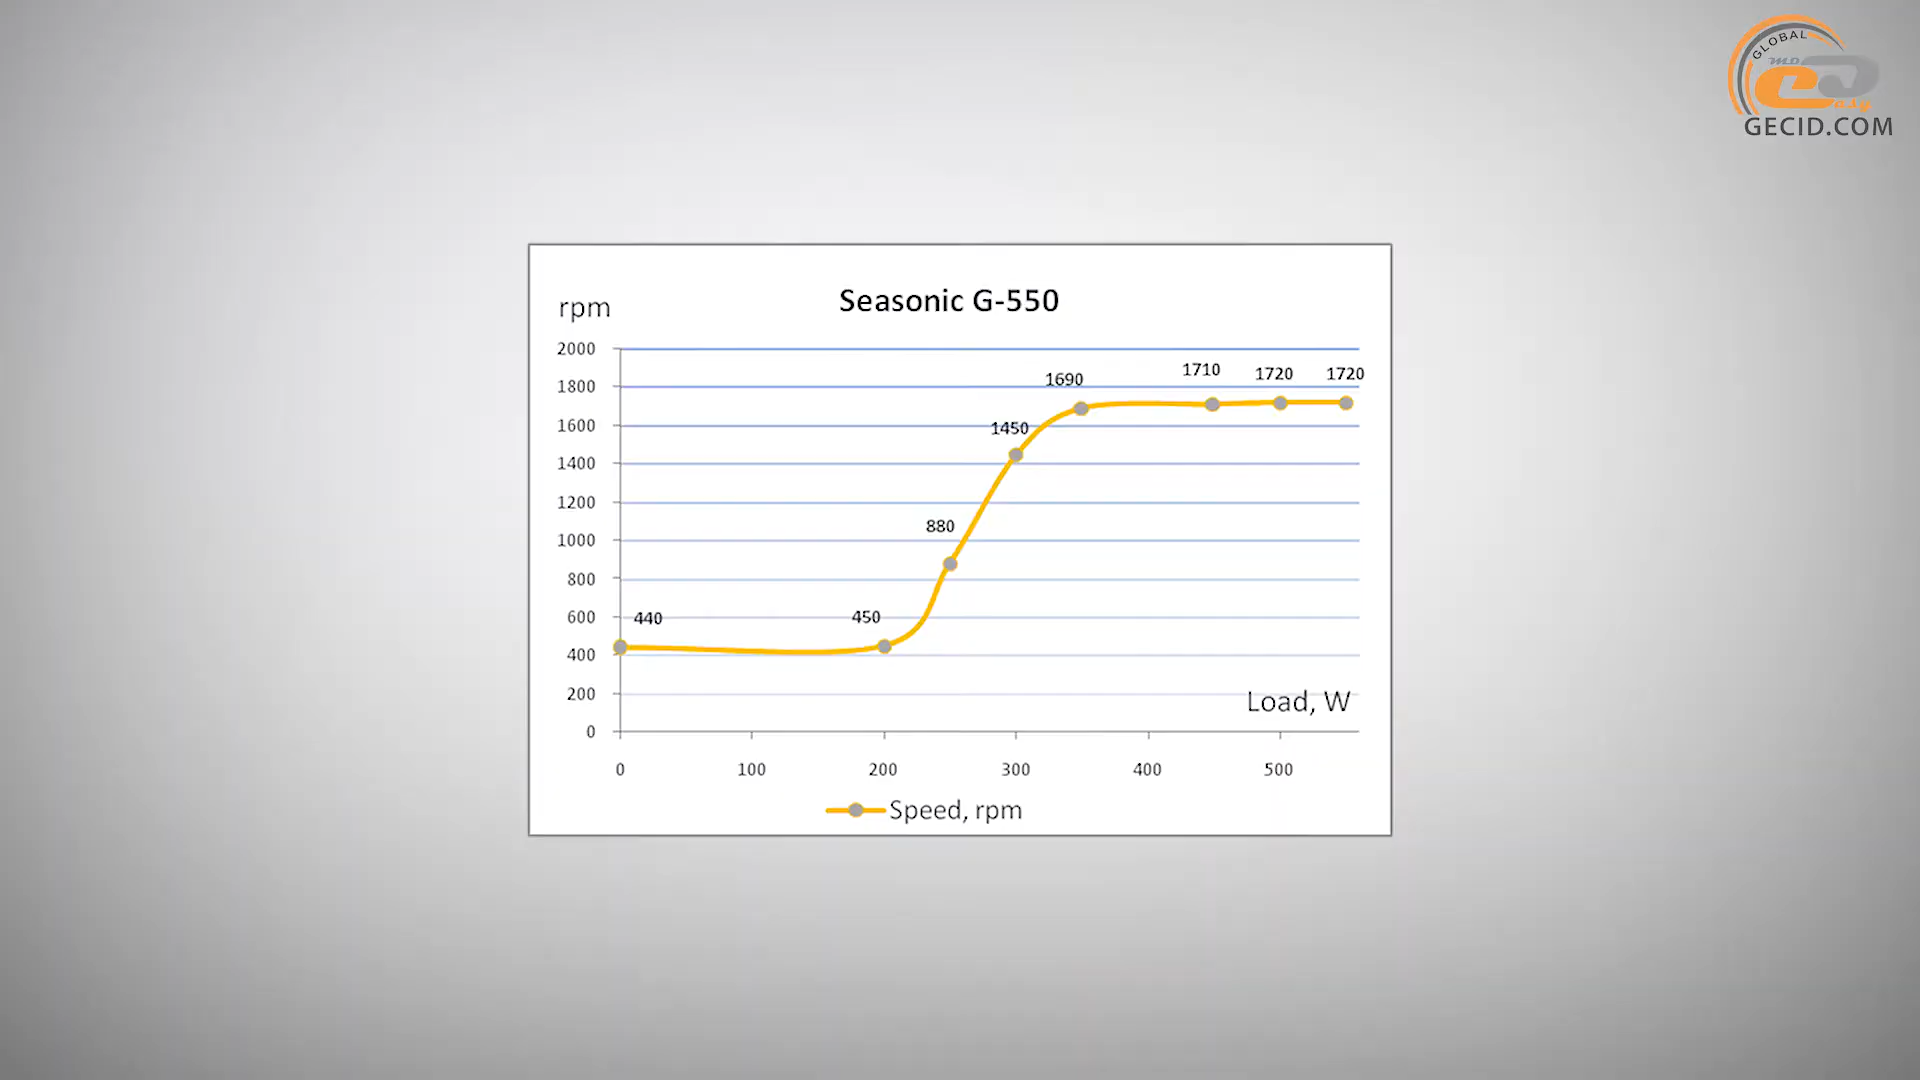 GLOBAL
GECID.COM
Seasonic G-550
rpm
2000
1800
1600
1400
1200
1000
800
600
400
200
0
1690
1710
1720
1720
1450
880
440
450
Load, W
0 100 200 300 400 500
Speed, rpm